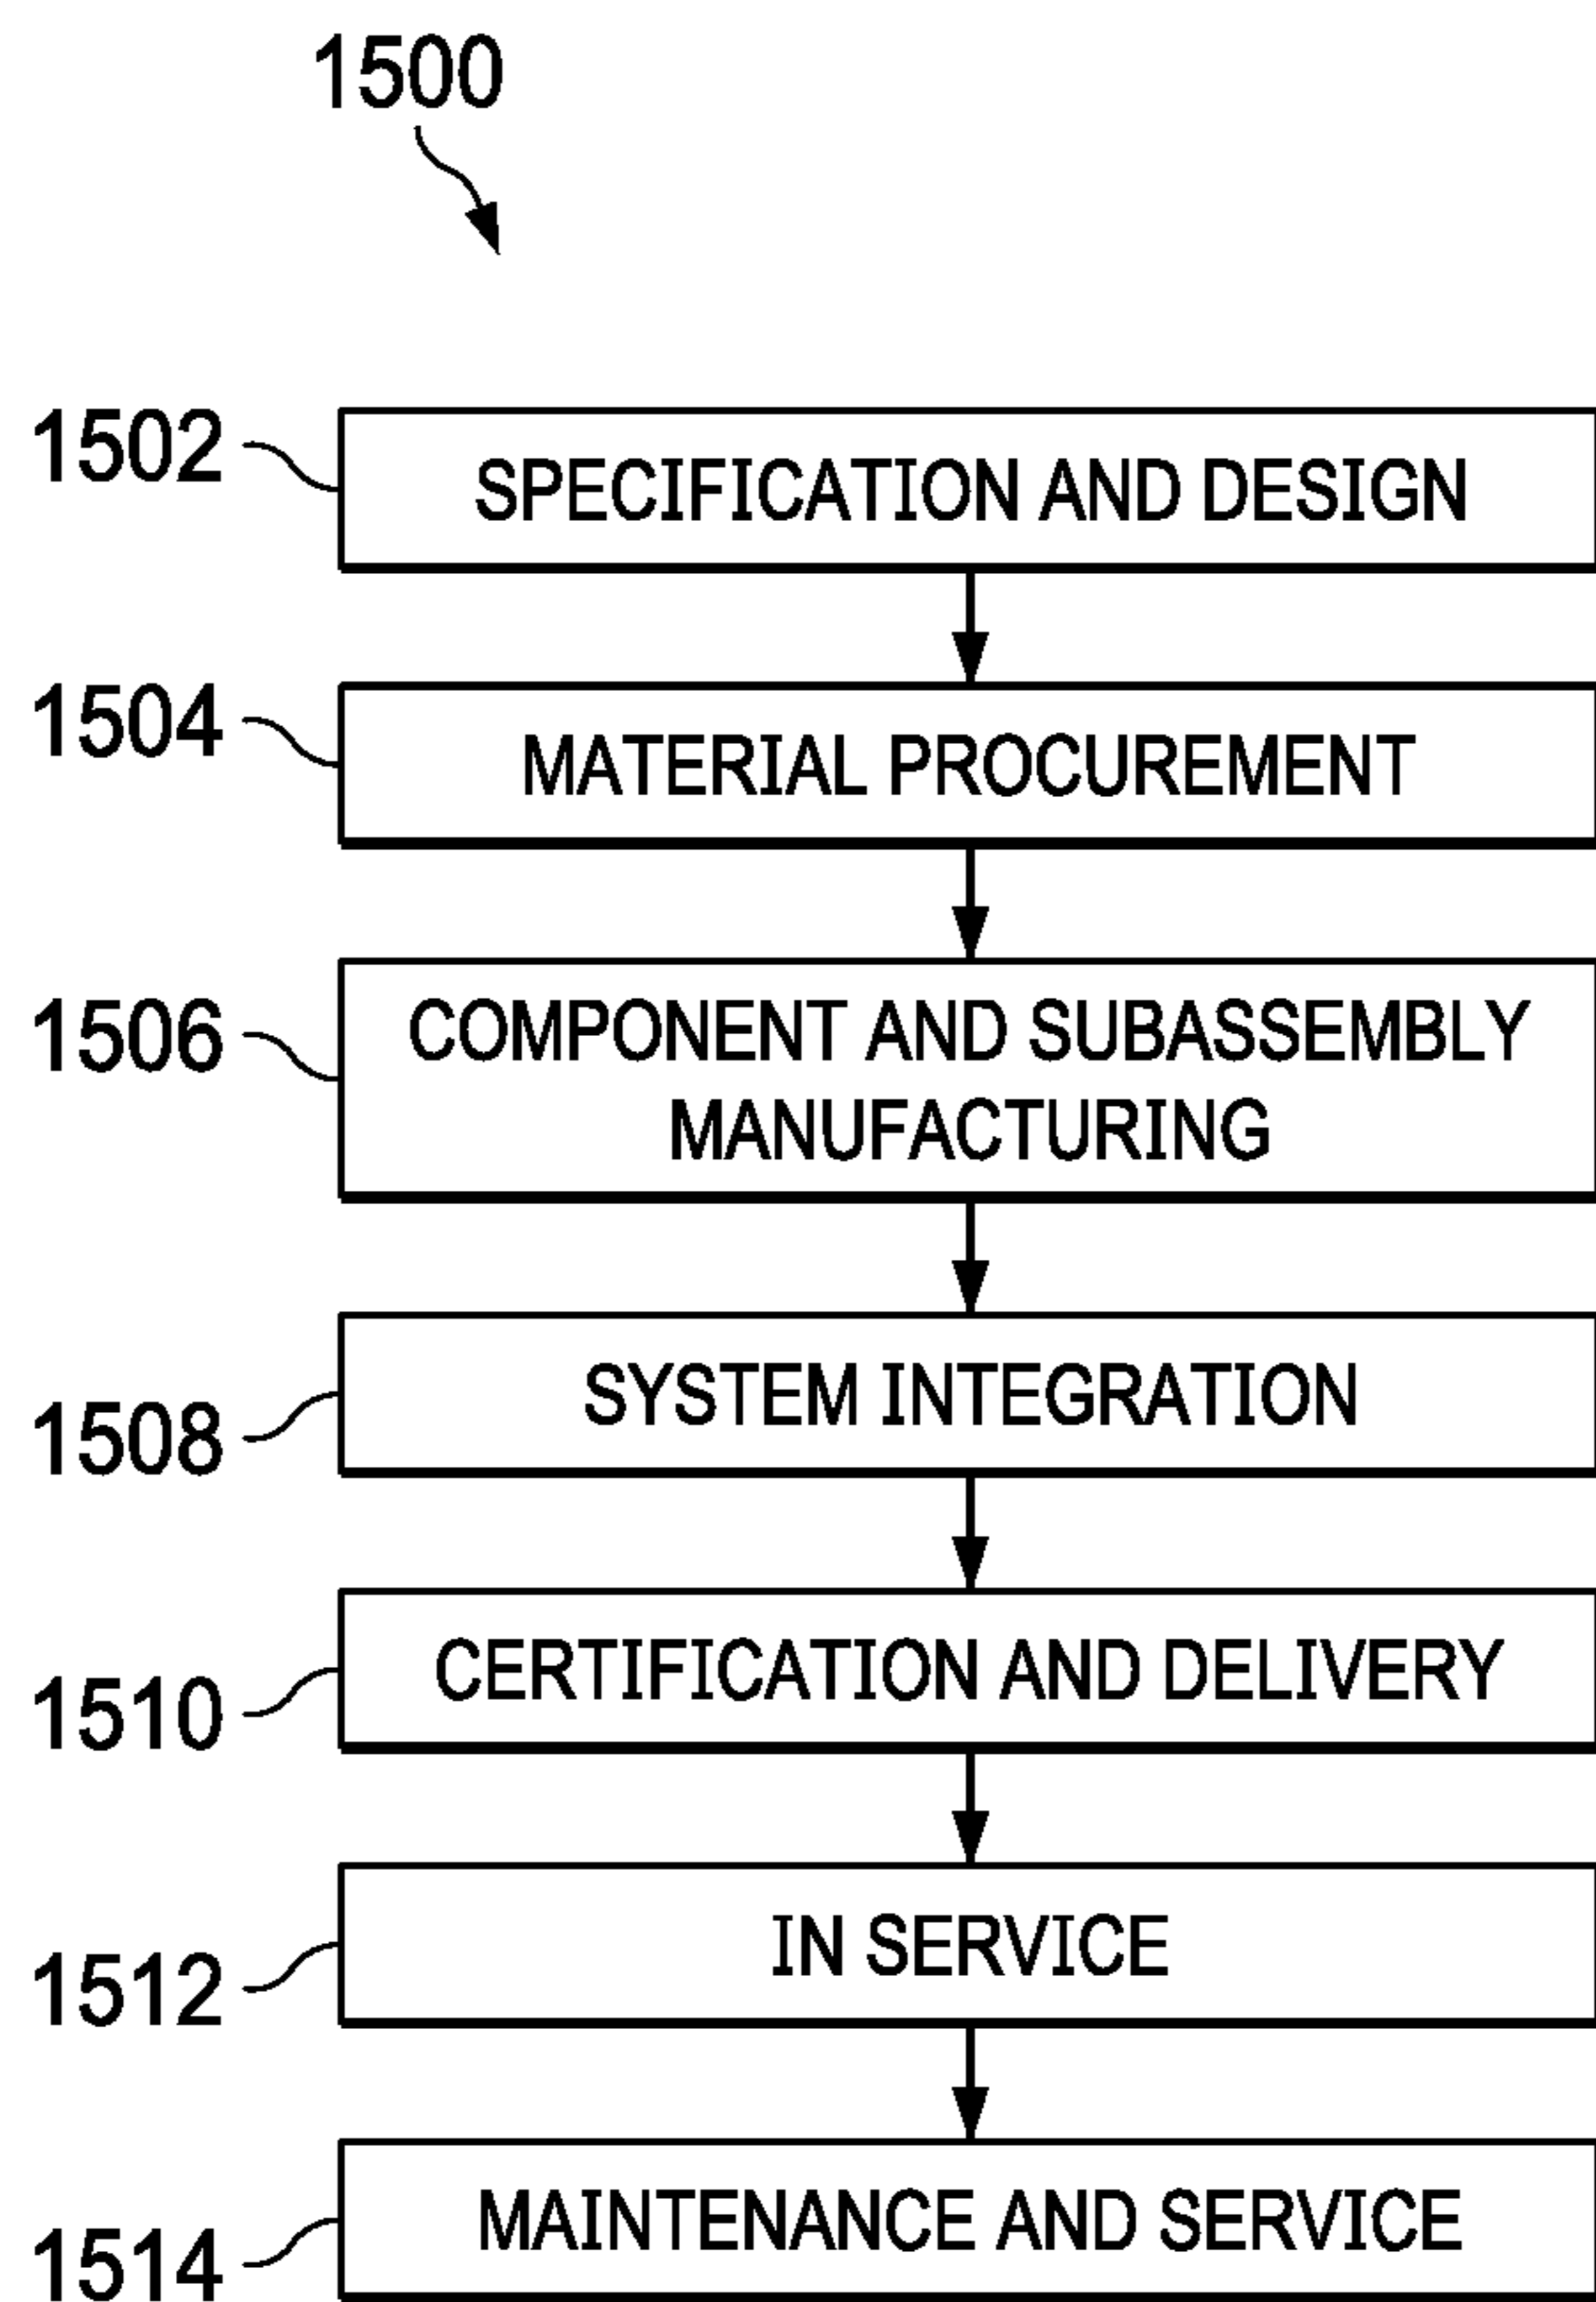 1500
1502
SPECIFICATION AND DESIGN
1504
MATERIAL PROCUREMENT
1506
COMPONENT AND SUBASSEMBLY
MANUFACTURING
1508
SYSTEM INTEGRATION
1510
CERTIFICATION AND DELIVERY
1512
IN SERVICE
1514
MAINTENANCE AND SERVICE